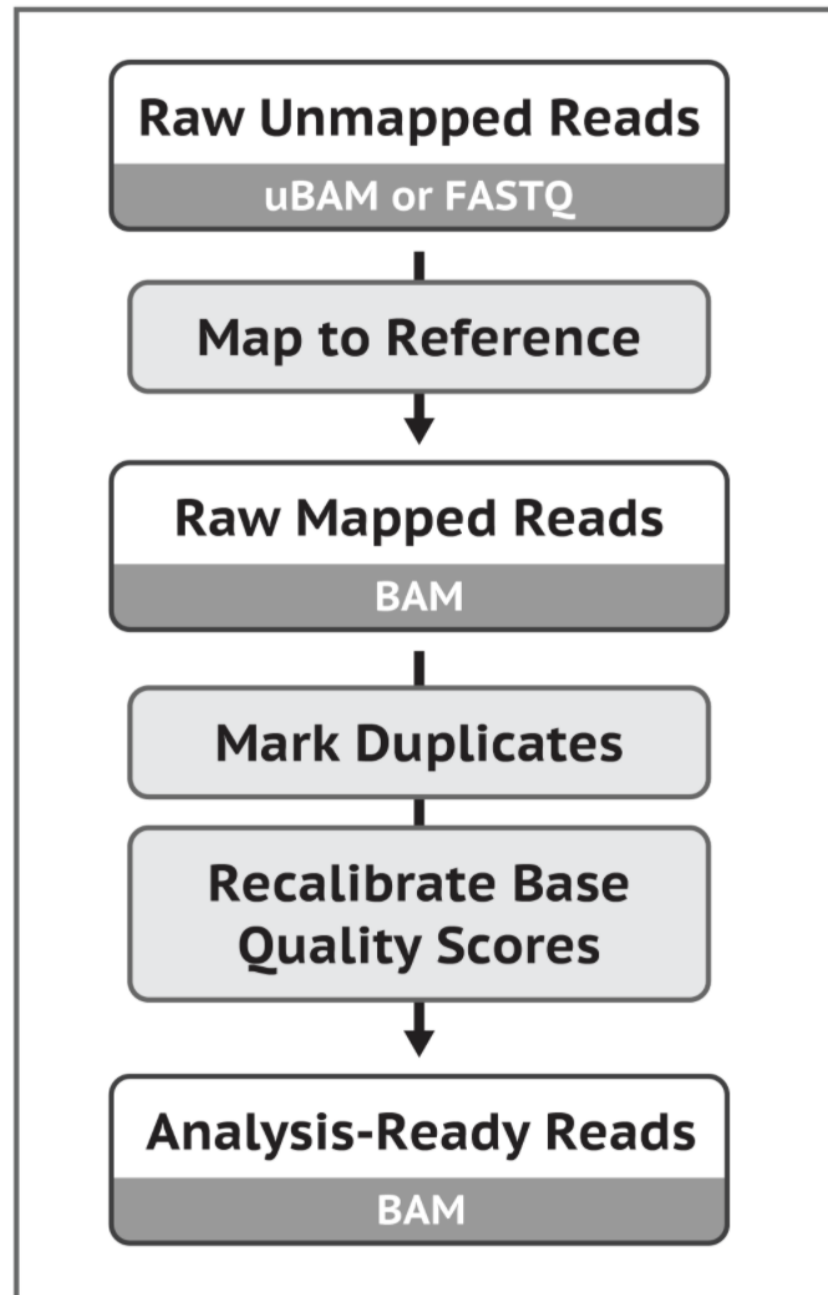 Raw Unmapped Reads
uBAM or FASTQ
Map to Reference
Raw Mapped Reads
BAM
Mark Duplicates
Recalibrate Base
Quality Scores
Analysis-Ready Reads
BAM